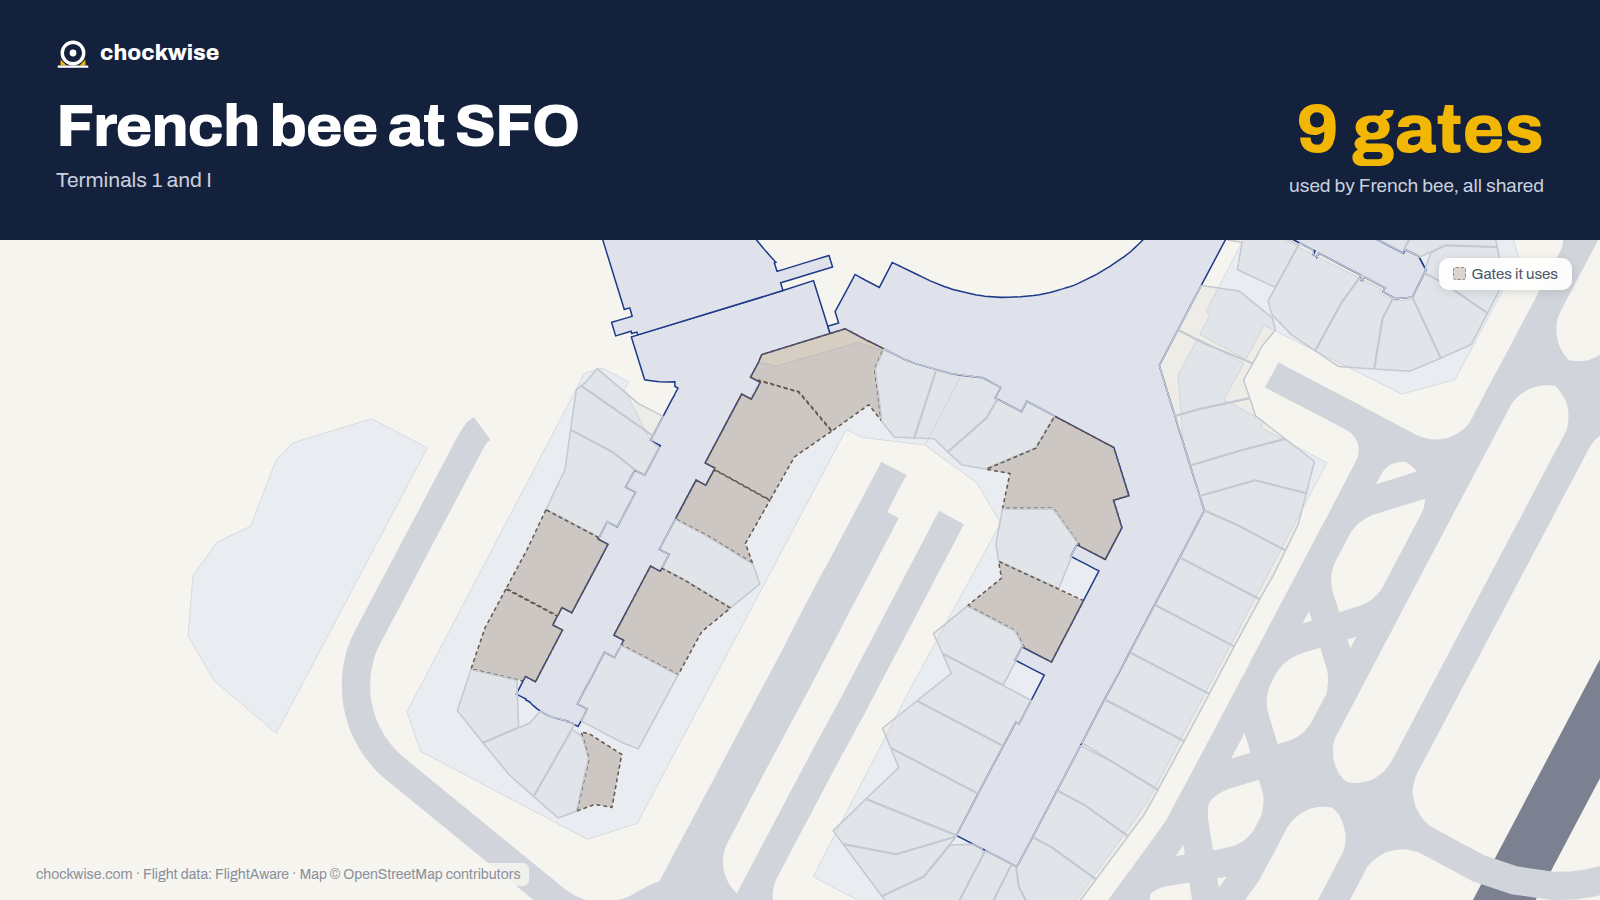 chockwise
French bee at SFO
Terminals 1 and I
9 gates
used by French bee, all shared
Gates it uses
chockwise.com · Flight data: FlightAware · Map © OpenStreetMap contributors